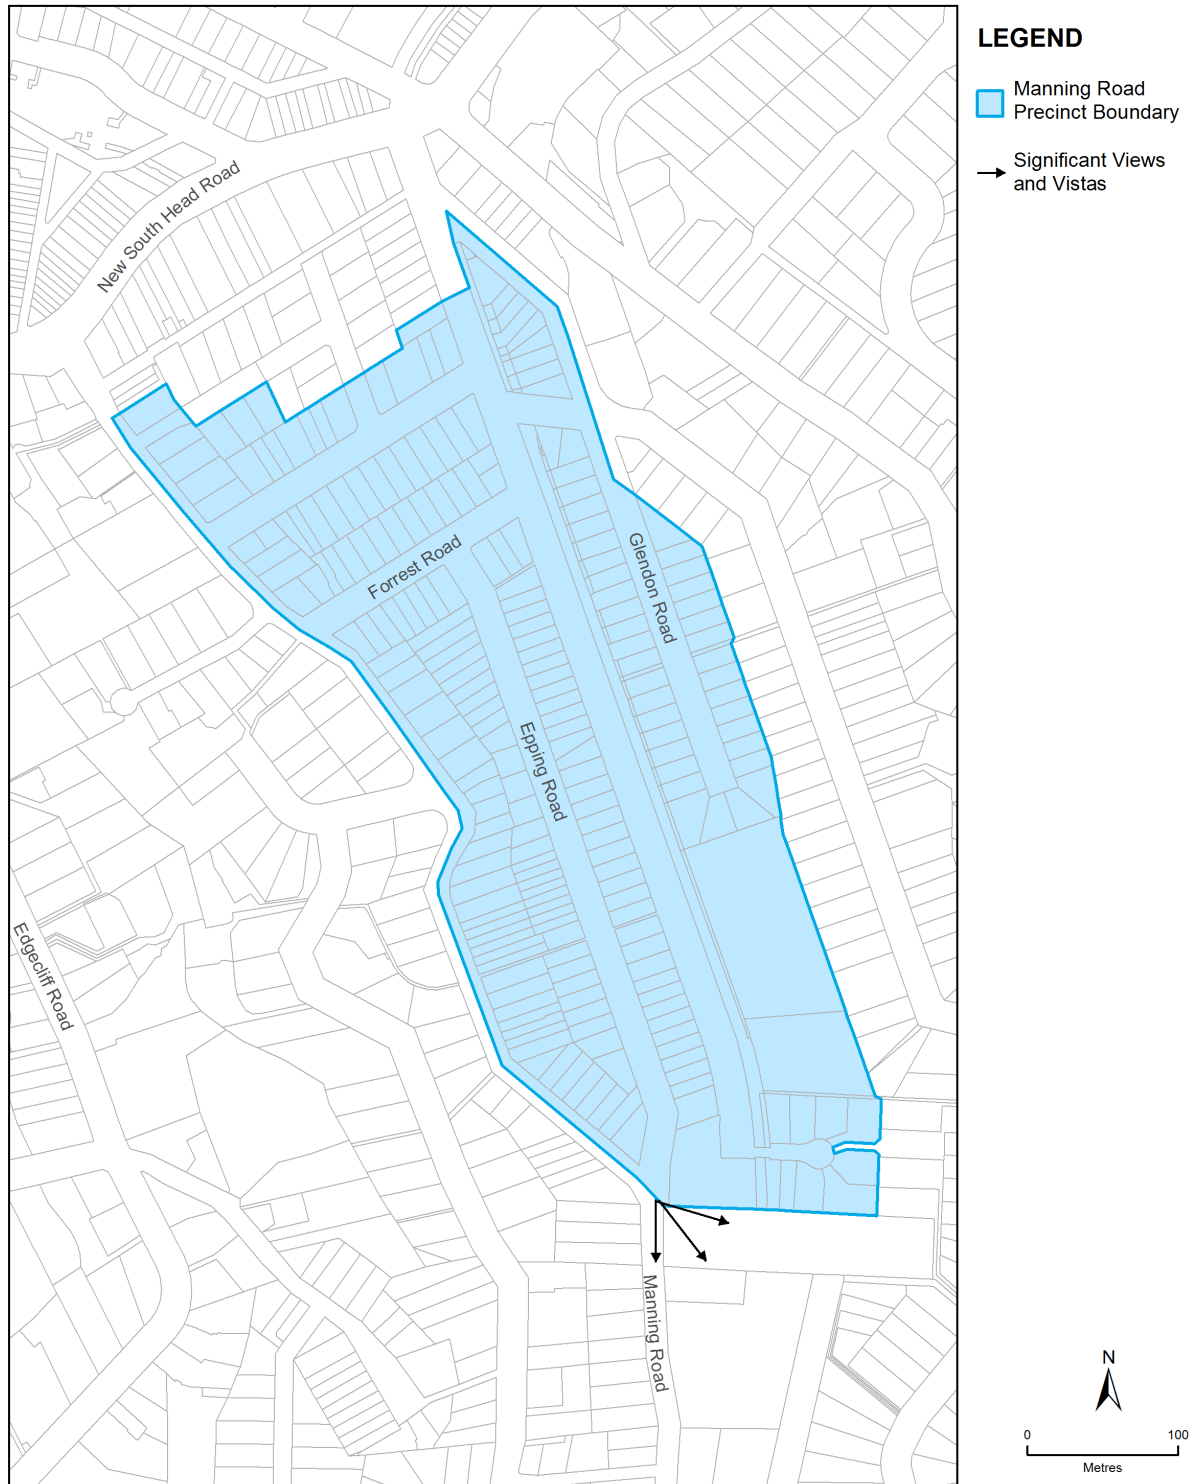 LEGEND
Manning Road
Precinct Boundary
Significant Views
and Vistas
New South Head Road
Forrest Road
Glendon Road
Epping Road
Edgecliff Road
Manning Road
N
0 100
Metres